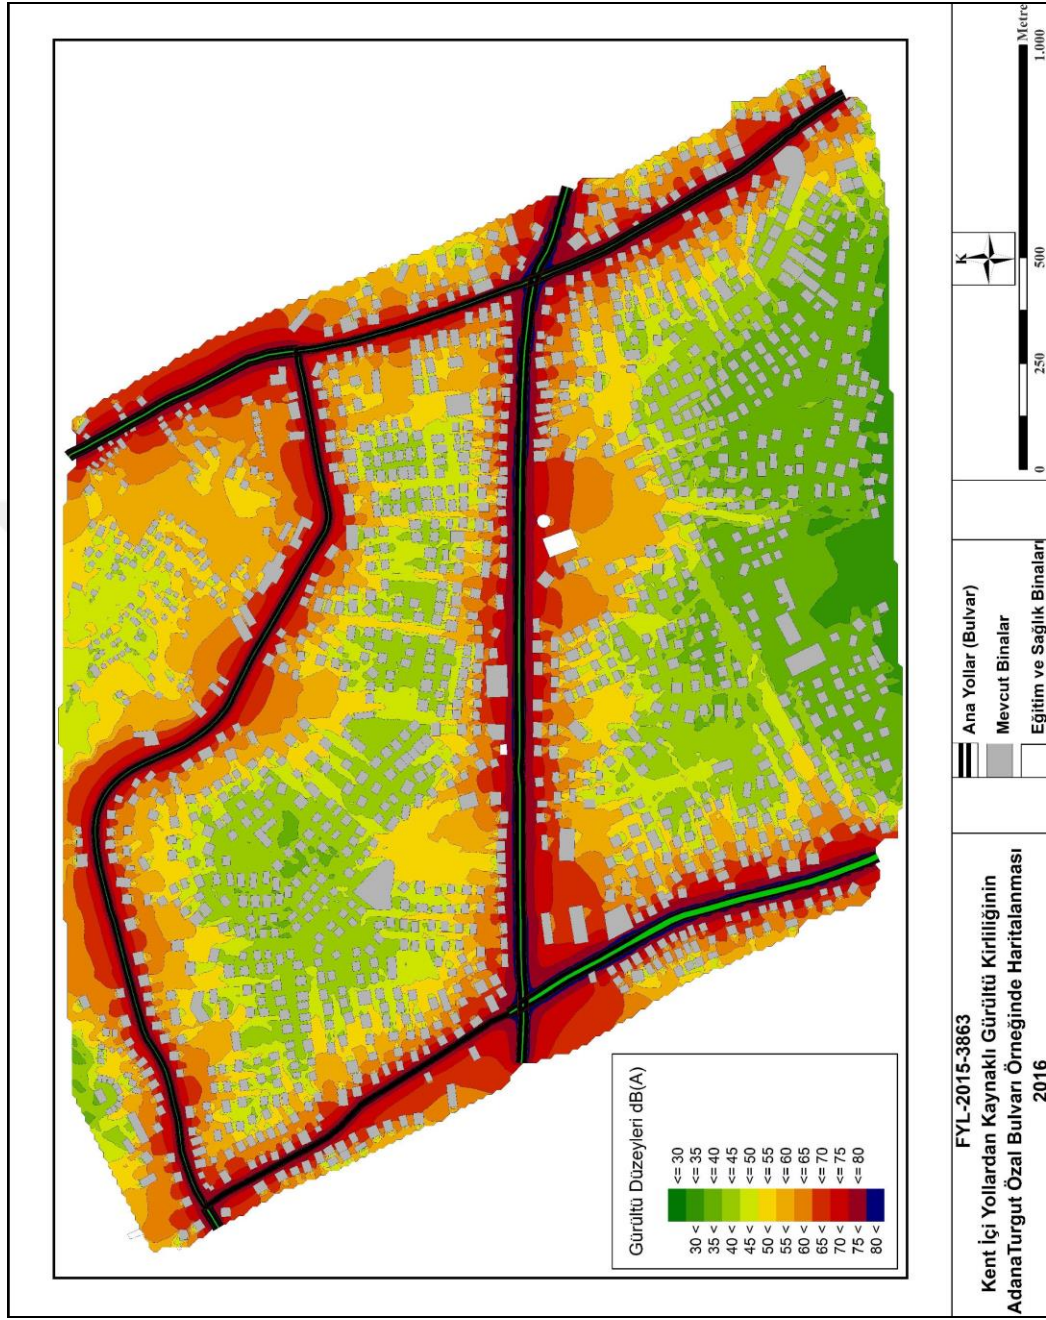 Gürültü Düzeyleri dB(A)
<= 30
30 < <= 35
35 < <= 40
40 < <= 45
45 < <= 50
50 < <= 55
55 < <= 60
60 < <= 65
65 < <= 70
70 < <= 75
75 < <= 80
80 <
FYL-2015-3863
Kent İçi Yollardan Kaynaklı Gürültü Kirliliğinin
AdanaTurgut Özal Bulvarı Örneğinde Haritalanması
2016
Ana Yollar (Bulvar)
Mevcut Binalar
Eğitim ve Sağlık Binaları
K
Metre
0 250 500 1.000